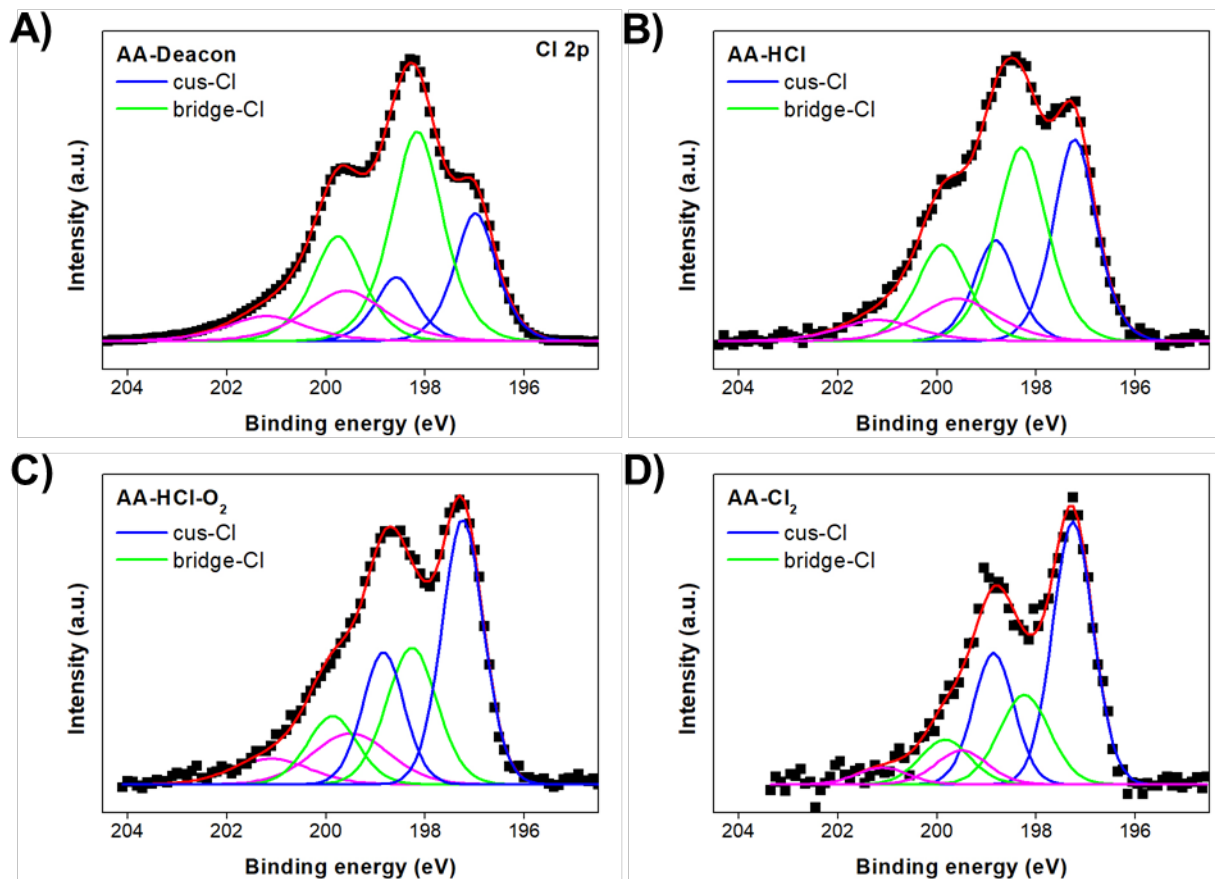 A)
AA-Deacon
Cl 2p
cus-Cl
bridge-Cl
Intensity (a.u.)
204 202 200 198 196
Binding energy (eV)
B)
AA-HCl
cus-Cl
bridge-Cl
Intensity (a.u.)
204 202 200 198 196
Binding energy (eV)
C)
AA-HCl-O₂
cus-Cl
bridge-Cl
Intensity (a.u.)
204 202 200 198 196
Binding energy (eV)
D)
AA-Cl₂
cus-Cl
bridge-Cl
Intensity (a.u.)
204 202 200 198 196
Binding energy (eV)